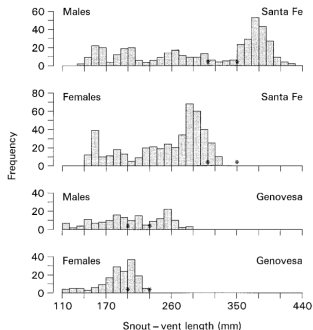 60
40
20
0
Males
Santa Fe
80
60
40
20
0
Females
Santa Fe
Frequency
40
20
0
Males
Genovesa
40
20
0
Females
Genovesa
110 170 260 350 440
Snout – vent length (mm)